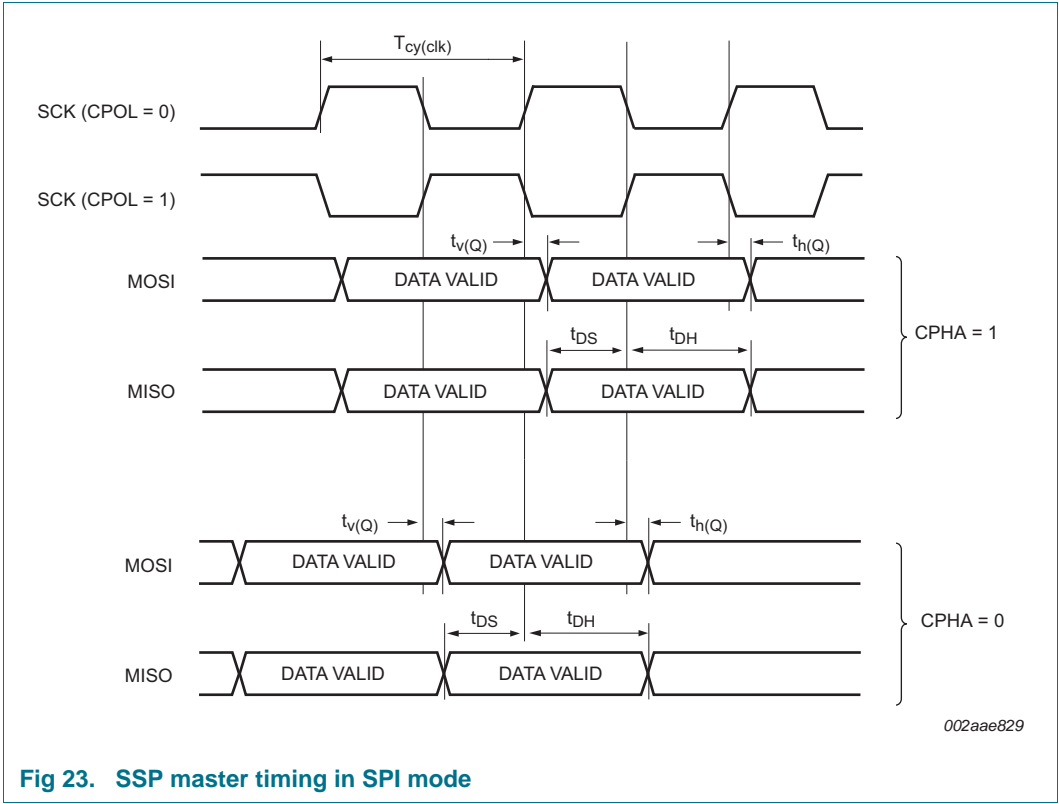 Tcy(clk)
SCK (CPOL = 0)
SCK (CPOL = 1)
tv(Q)
th(Q)
MOSI
DATA VALID
DATA VALID
CPHA = 1
tDS
tDH
MISO
DATA VALID
DATA VALID
tv(Q)
th(Q)
MOSI
DATA VALID
DATA VALID
CPHA = 0
tDS
tDH
MISO
DATA VALID
DATA VALID
002aae829
Fig 23. SSP master timing in SPI mode